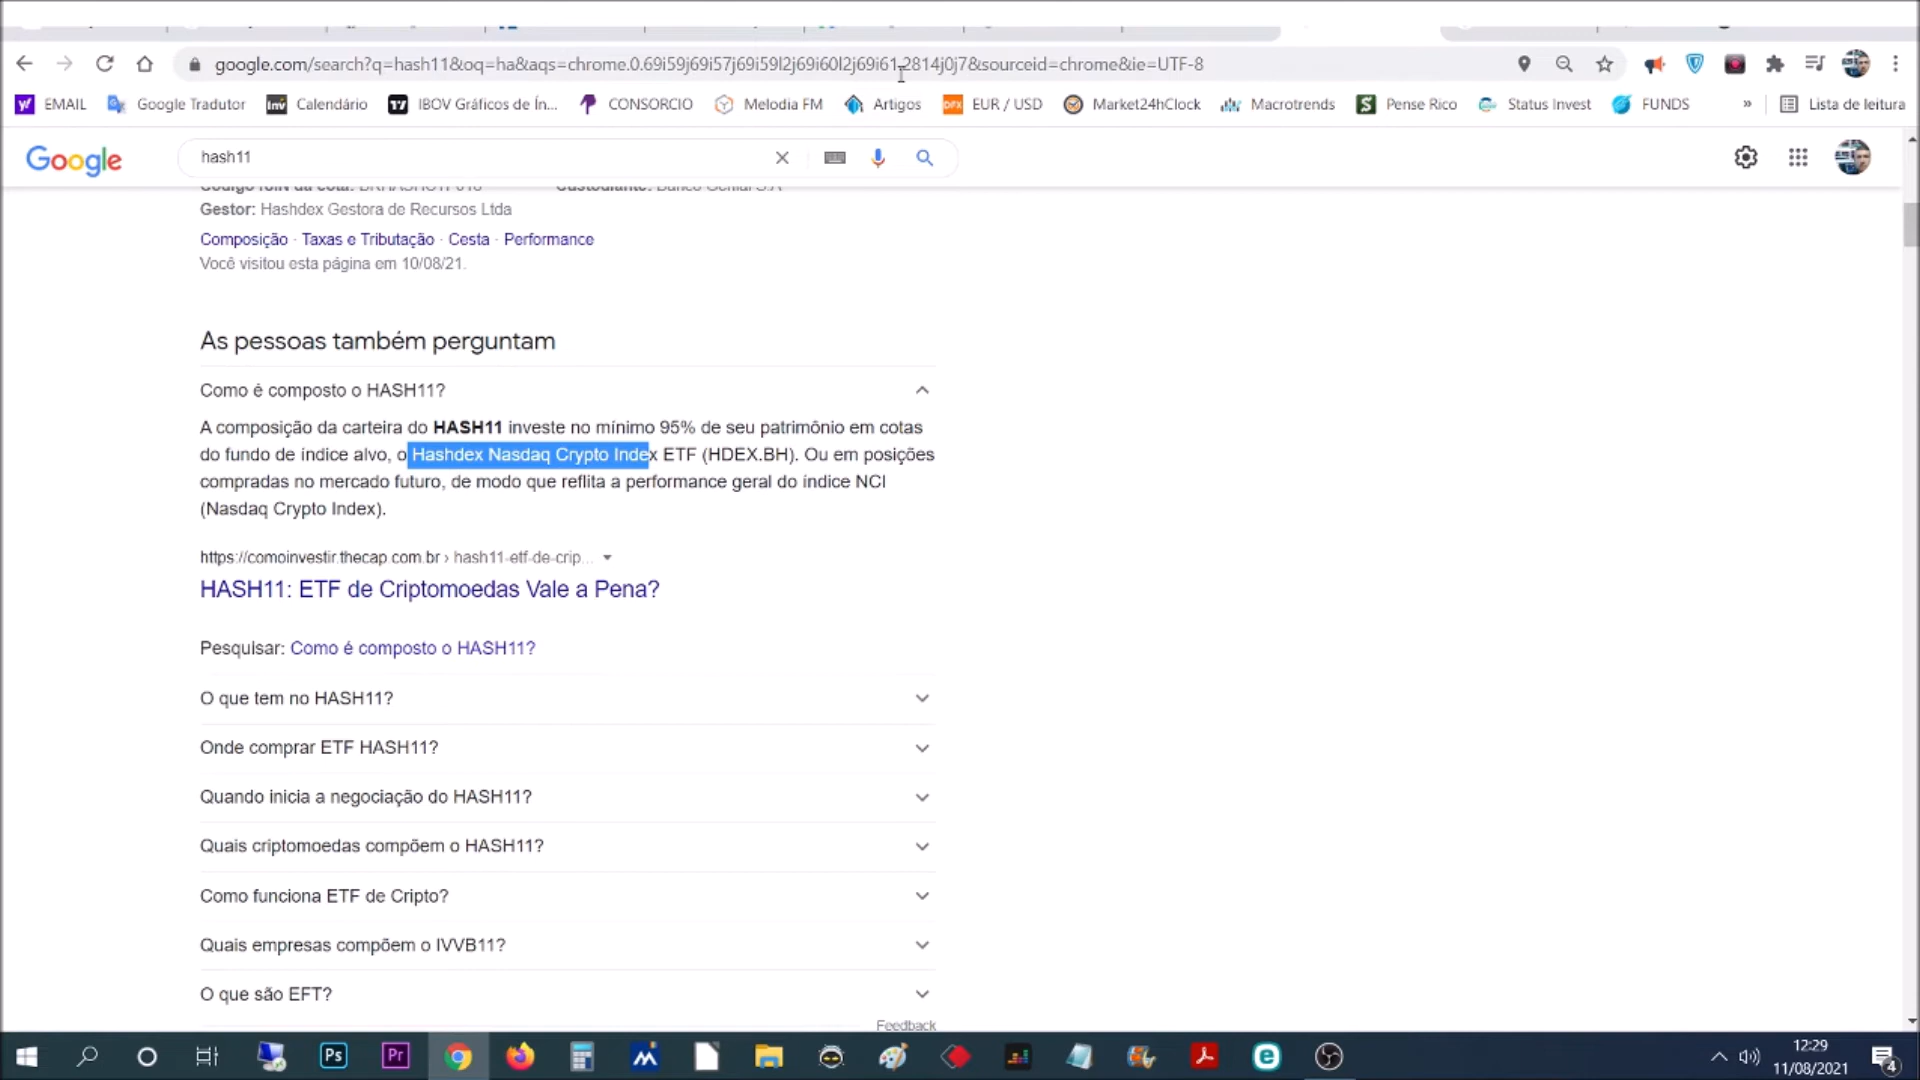 google.com/search?q=hash11&oq=ha&aqs=chrome.0.69i59j69i57j69i59l2j69i60l2j69i61.2814j0j7&sourceid=chrome&ie=UTF-8
EMAIL Google Tradutor Inv Calendário IBOV Gráficos de Ín... CONSORCIO Melodia FM Artigos DFX EUR / USD Market24hClock Macrotrends Pense Rico Status Invest FUNDS » Lista de leitura
Google hash11
Gestor: Hashdex Gestora de Recursos Ltda
Composição · Taxas e Tributação · Cesta · Performance
Você visitou esta página em 10/08/21.
As pessoas também perguntam
Como é composto o HASH11?
A composição da carteira do HASH11 investe no mínimo 95% de seu patrimônio em cotas
do fundo de índice alvo, o Hashdex Nasdaq Crypto Index ETF (HDEX.BH). Ou em posições
compradas no mercado futuro, de modo que reflita a performance geral do índice NCI
(Nasdaq Crypto Index).
https://comoinvestir.thecap.com.br › hash11-etf-de-crip...
HASH11: ETF de Criptomoedas Vale a Pena?
Pesquisar: Como é composto o HASH11?
O que tem no HASH11?
Onde comprar ETF HASH11?
Quando inicia a negociação do HASH11?
Quais criptomoedas compõem o HASH11?
Como funciona ETF de Cripto?
Quais empresas compõem o IVVB11?
O que são EFT?
Feedback
Ps Pr
12:29
11/08/2021
4